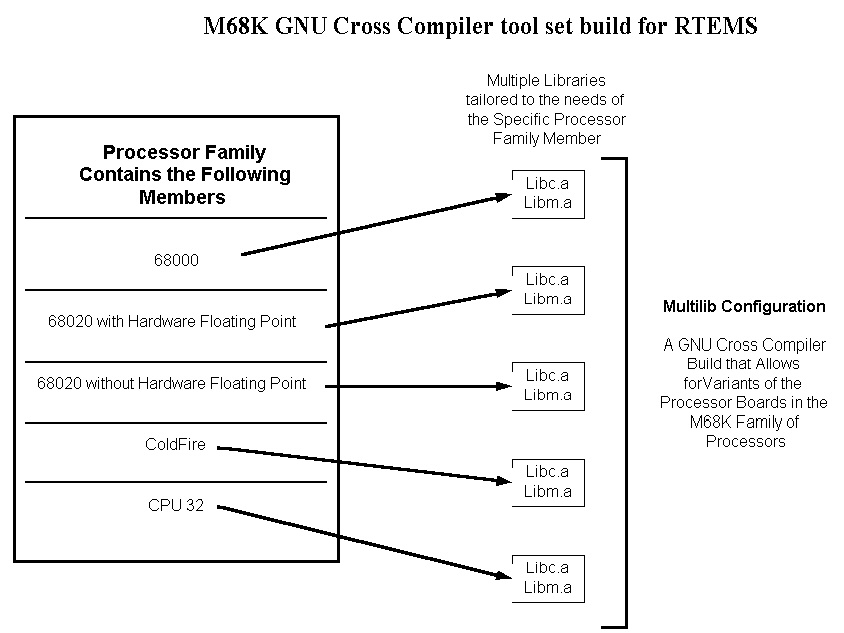 M68K GNU Cross Compiler tool set build for RTEMS
Multiple Libraries
tailored to the needs of
the Specific Processor
Family Member
Processor Family
Contains the Following
Members
68000
68020 with Hardware Floating Point
68020 without Hardware Floating Point
ColdFire
CPU 32
Libc.a
Libm.a
Libc.a
Libm.a
Libc.a
Libm.a
Libc.a
Libm.a
Libc.a
Libm.a
Multilib Configuration
A GNU Cross Compiler
Build that Allows
forVariants of the
Processor Boards in the
M68K Family of
Processors